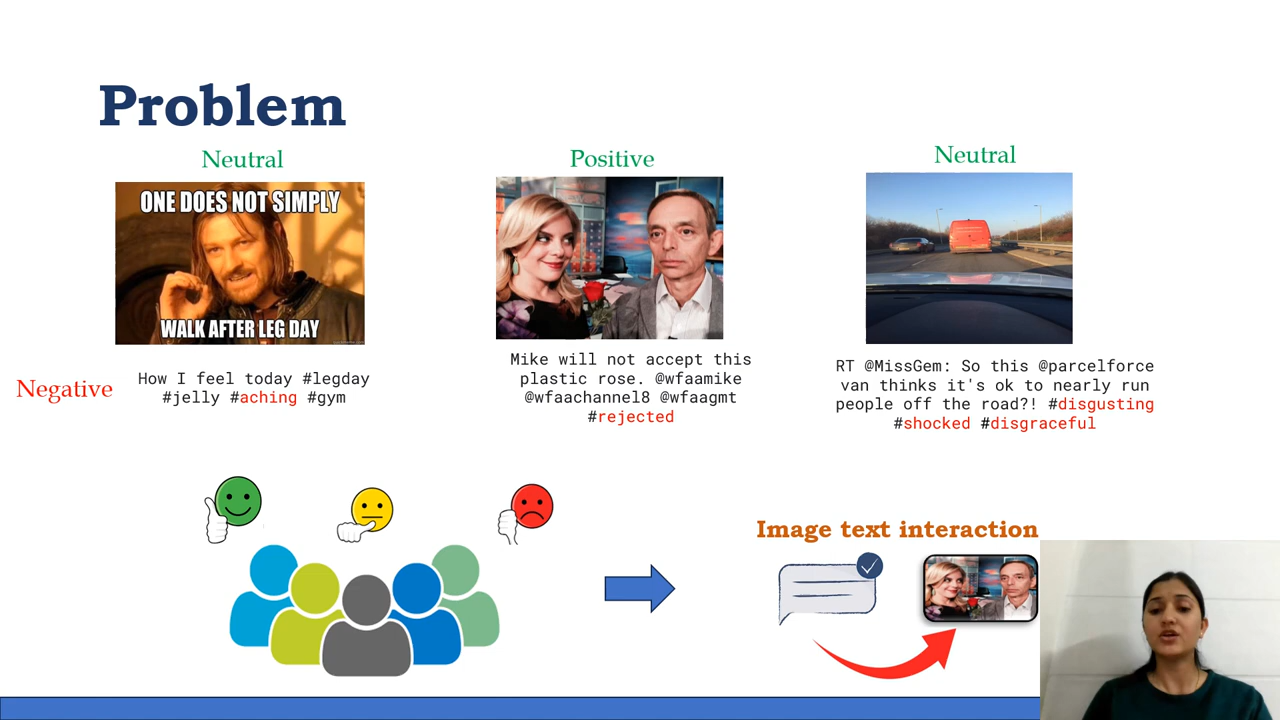 Problem
Neutral
Positive
Neutral
ONE DOES NOT SIMPLY
WALK AFTER LEG DAY
Negative
How I feel today #legday
#jelly #aching #gym
Mike will not accept this
plastic rose. @wfaamike
@wfaachannel8 @wfaagmt
#rejected
RT @MissGem: So this @parcelforce
van thinks it's ok to nearly run
people off the road?! #disgusting
#shocked #disgraceful
Image text interaction